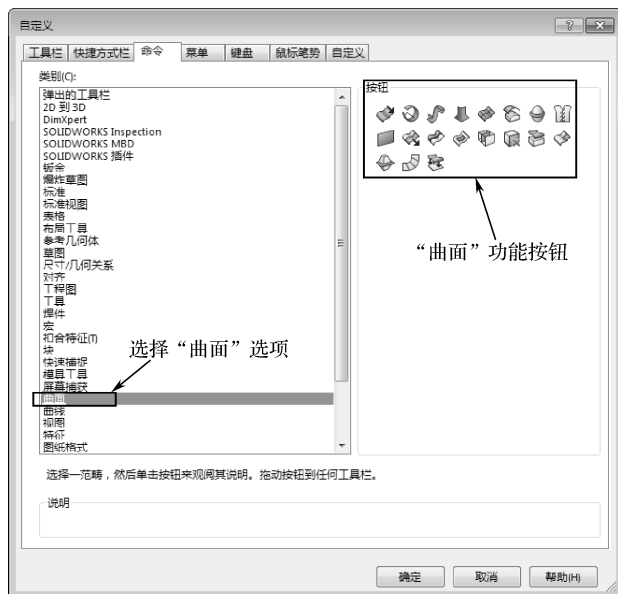 自定义
工具栏 快捷方式栏 命令 菜单 键盘 鼠标笔势 自定义
类别(C):
弹出的工具栏
2D 到 3D
DimXpert
SOLIDWORKS Inspection
SOLIDWORKS MBD
SOLIDWORKS 插件
钣金
爆炸草图
标准
标准视图
表格
布局工具
参考几何体
草图
尺寸/几何关系
对齐
工程图
工具
焊件
宏
扣合特征(T)
块
快速捕捉
模具工具
屏幕捕获
曲面
曲线
视图
特征
图纸格式
选择“曲面”选项
按钮
“曲面”功能按钮
选择一范畴，然后单击按钮来观阅其说明。拖动按钮到任何工具栏。
说明
确定 取消 帮助(H)